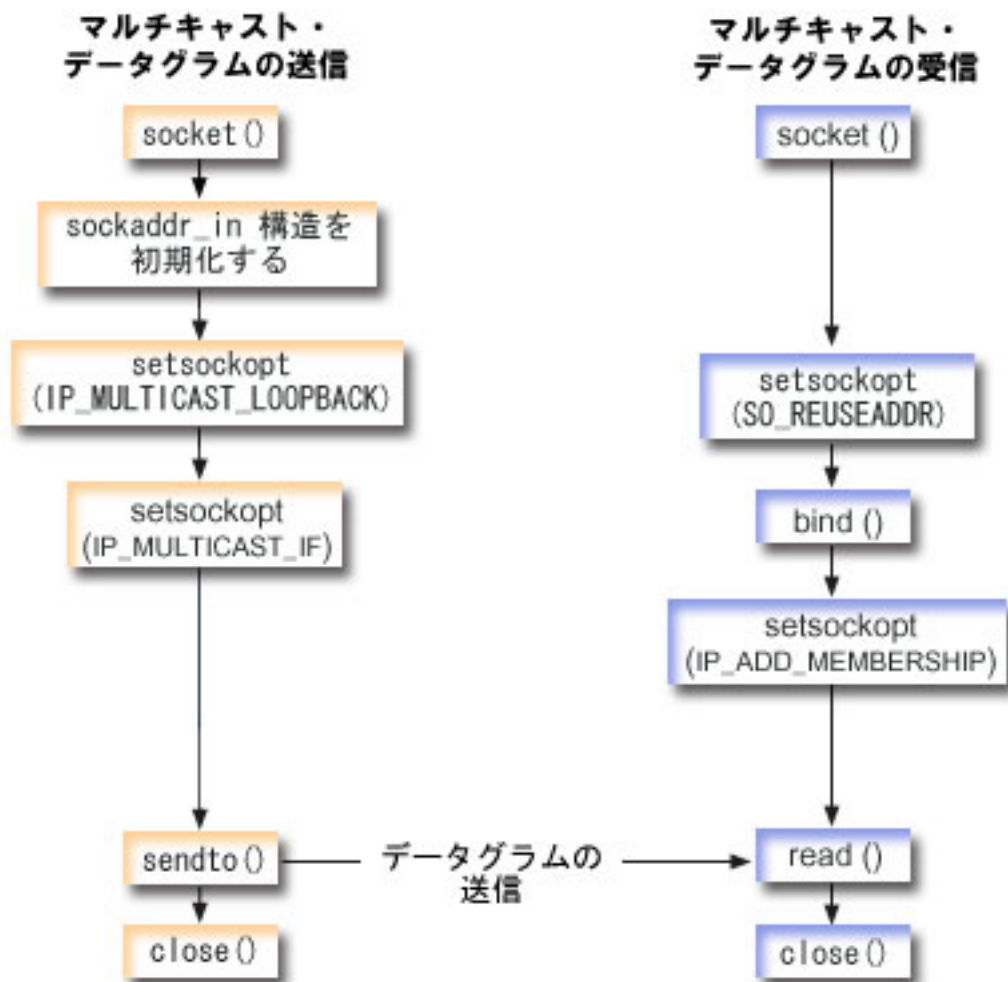 マルチキャスト・
データグラムの送信
socket()
sockaddr_in 構造を
初期化する
setsockopt
(IP_MULTICAST_LOOPBACK)
setsockopt
(IP_MULTICAST_IF)
sendto()
close()
データグラムの
送信
マルチキャスト・
データグラムの受信
socket ()
setsockopt
(SO_REUSEADDR)
bind ()
setsockopt
(IP_ADD_MEMBERSHIP)
read ()
close()